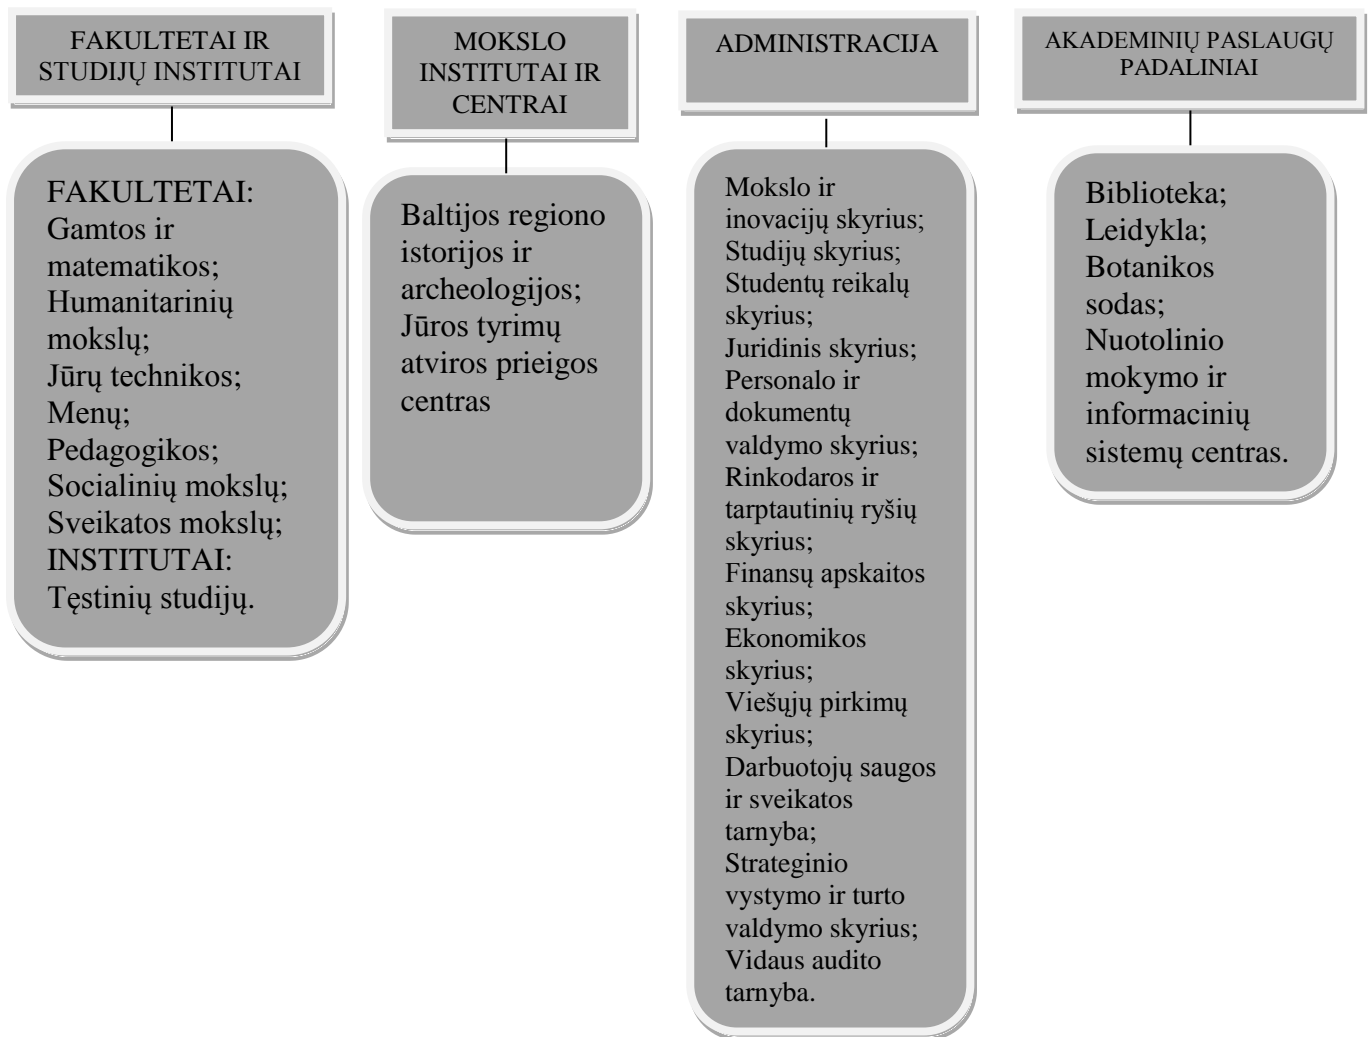 FAKULTETAI IR
STUDIJŲ INSTITUTAI
FAKULTETAI:
Gamtos ir
matematikos;
Humanitarinių
mokslų;
Jūrų technikos;
Menų;
Pedagogikos;
Socialinių mokslų;
Sveikatos mokslų;
INSTITUTAI:
Tęstinių studijų.
MOKSLO
INSTITUTAI IR
CENTRAI
Baltijos regiono
istorijos ir
archeologijos;
Jūros tyrimų
atviros prieigos
centras
ADMINISTRACIJA
Mokslo ir
inovacijų skyrius;
Studijų skyrius;
Studentų reikalų
skyrius;
Juridinis skyrius;
Personalo ir
dokumentų
valdymo skyrius;
Rinkodaros ir
tarptautinių ryšių
skyrius;
Finansų apskaitos
skyrius;
Ekonomikos
skyrius;
Viešųjų pirkimų
skyrius;
Darbuotojų saugos
ir sveikatos
tarnyba;
Strateginio
vystymo ir turto
valdymo skyrius;
Vidaus audito
tarnyba.
AKADEMINIŲ PASLAUGŲ
PADALINIAI
Biblioteka;
Leidykla;
Botanikos
sodas;
Nuotolinio
mokymo ir
informacinių
sistemų centras.